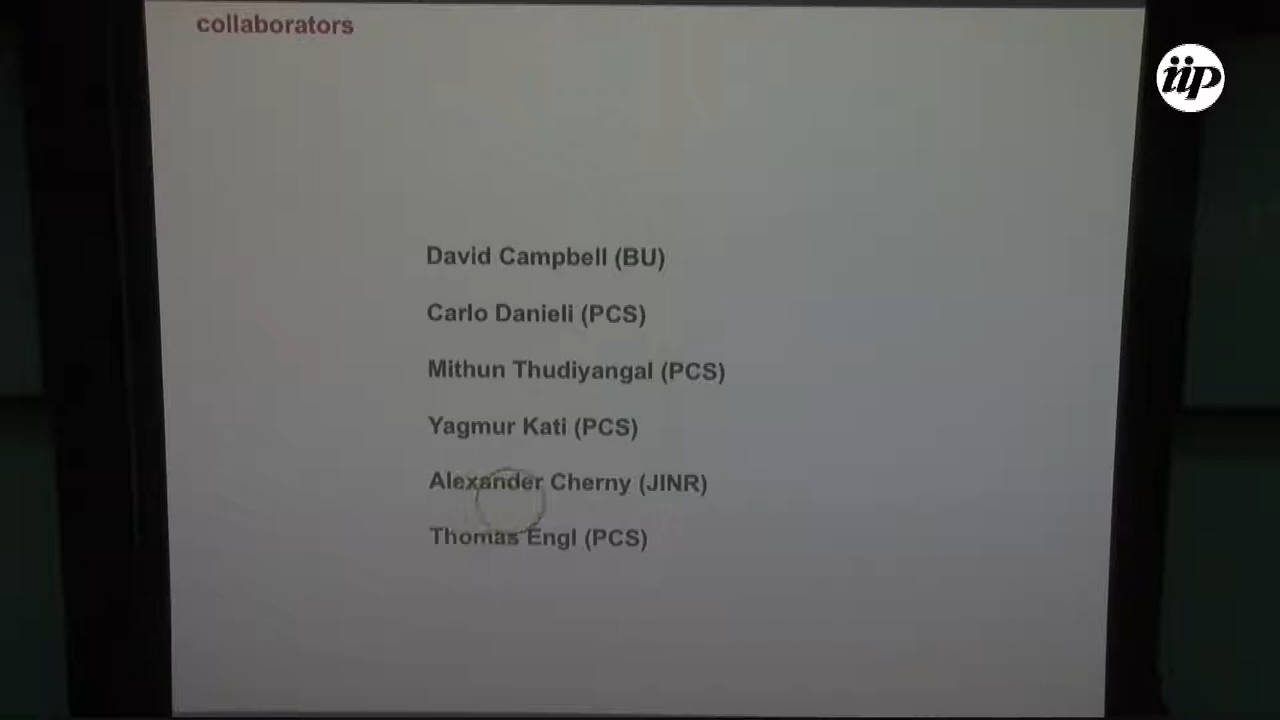 collaborators
iip
David Campbell (BU)
Carlo Danieli (PCS)
Mithun Thudiyangal (PCS)
Yagmur Kati (PCS)
Alexander Cherny (JINR)
Thomas Engl (PCS)